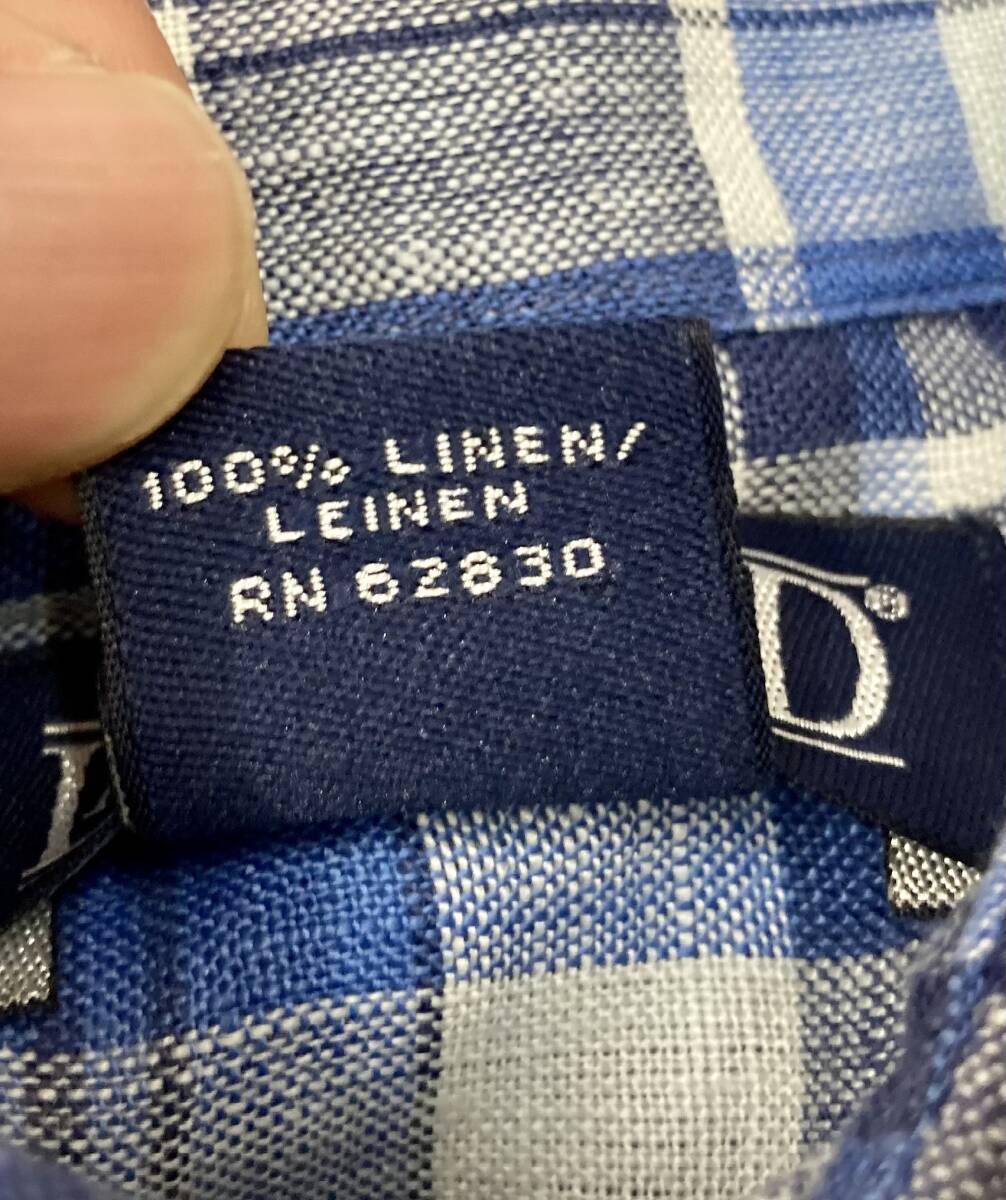 100% LINEN/
LEINEN
RN 62830
D®